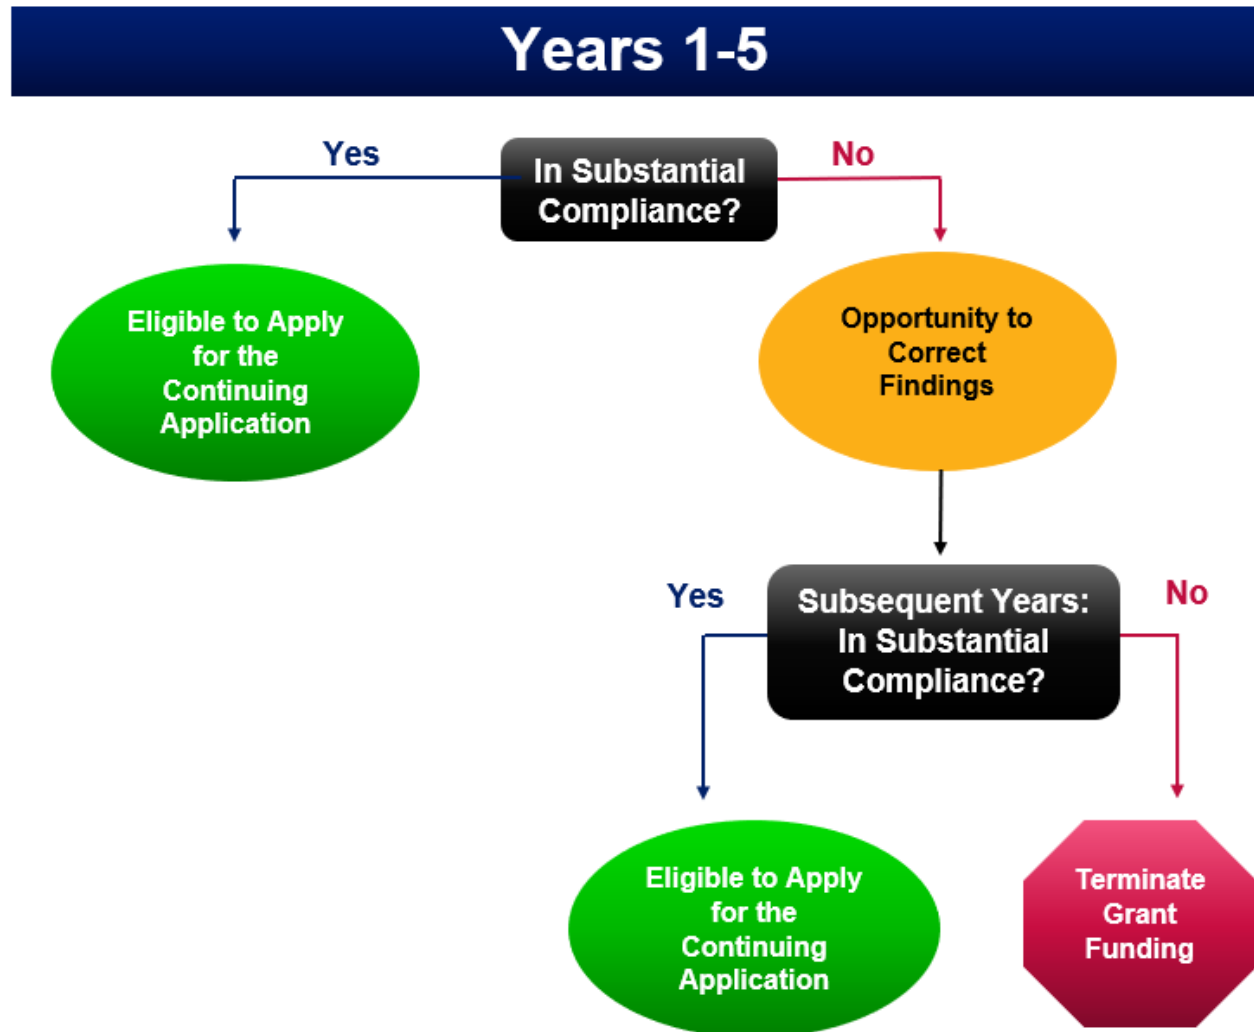 Years 1-5
Yes
In Substantial
Compliance?
No
Eligible to Apply
for the
Continuing
Application
Opportunity to
Correct
Findings
Yes
Subsequent Years:
In Substantial
Compliance?
No
Eligible to Apply
for the
Continuing
Application
Terminate
Grant
Funding